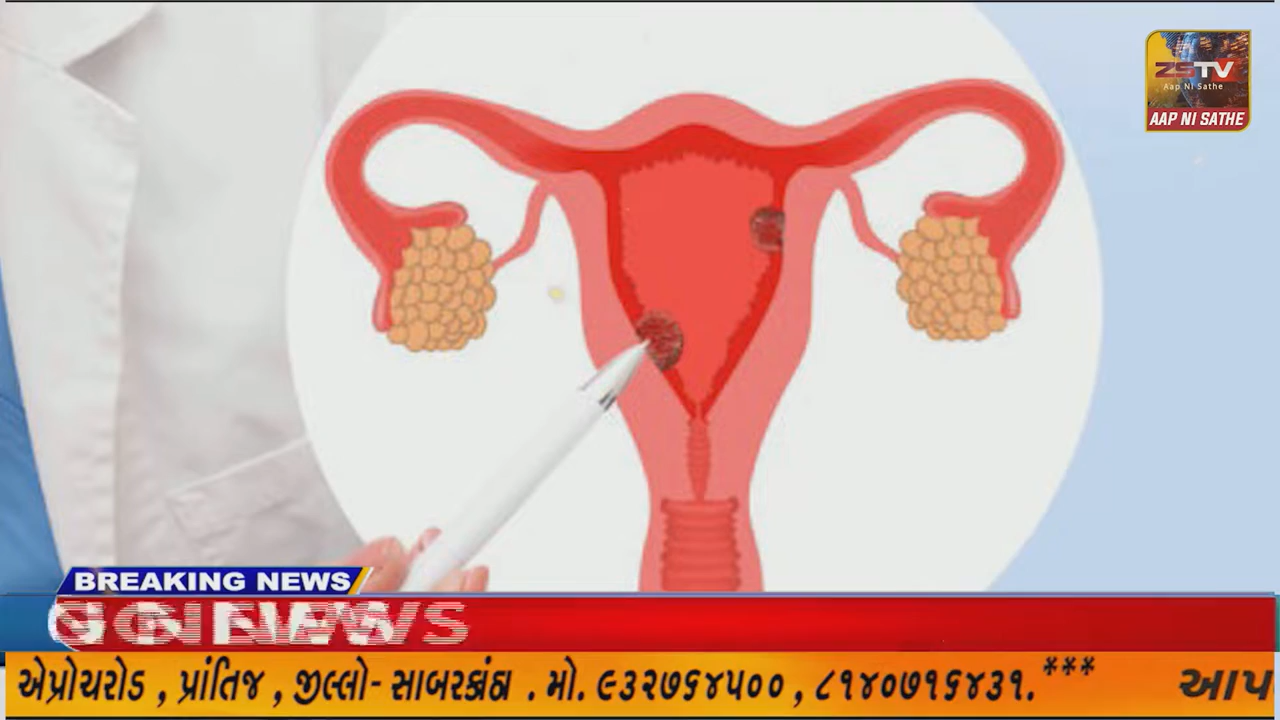 ZSTV
Aap Ni Sathe
AAP NI SATHE
BREAKING NEWS
એપ્રોચરોડ , પ્રાંતિજ , જીલ્લો- સાબરકાંઠા . મો. ૯૩૨૭૬૪૫૦૦ , ૮૧૪૦૭૧૬૪૩૧. *** આપ